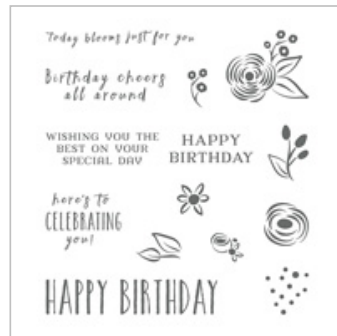 Today blooms just for you
Birthday cheers
all around
WISHING YOU THE
BEST ON YOUR
SPECIAL DAY
HAPPY
BIRTHDAY
here's to
CELEBRATING
you!
HAPPY BIRTHDAY